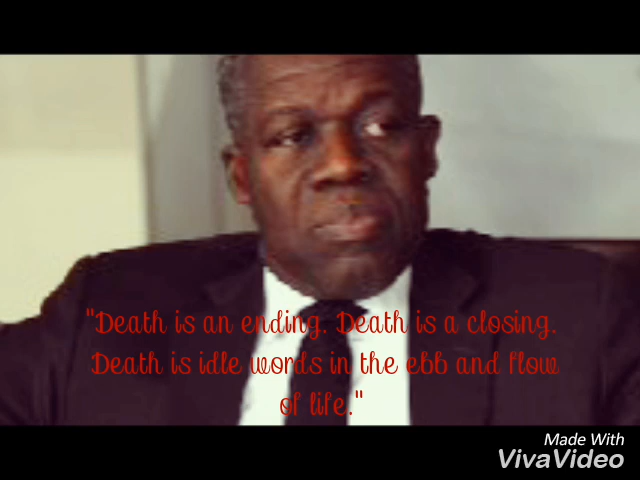 "Death is an ending. Death is a closing.
Death is idle words in the ebb and flow
of life."
Made With
VivaVideo